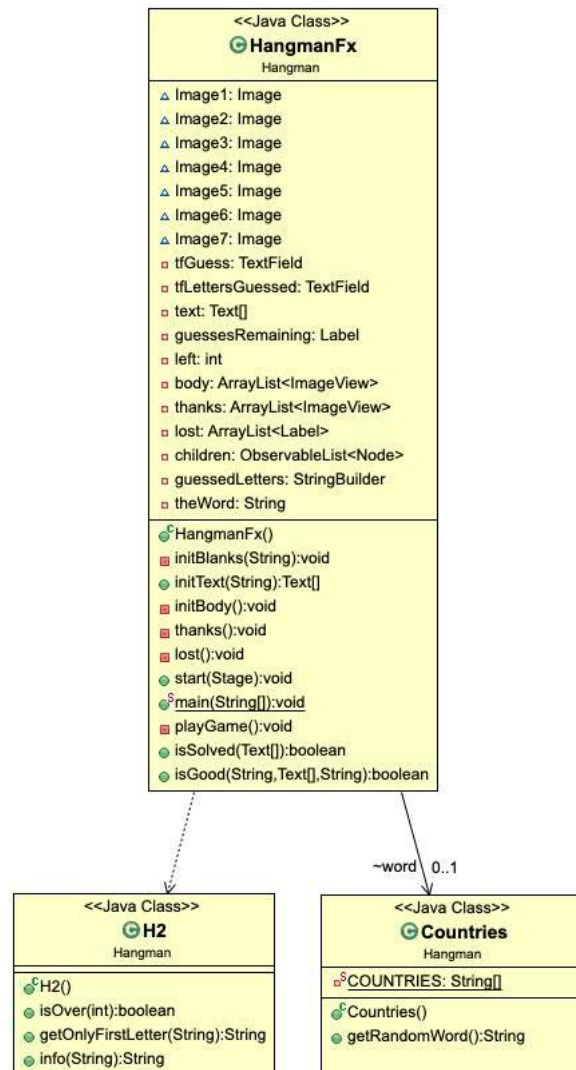 <<Java Class>>
HangmanFx
Hangman
Image1: Image
Image2: Image
Image3: Image
Image4: Image
Image5: Image
Image6: Image
Image7: Image
tfGuess: TextField
tfLettersGuessed: TextField
text: Text[]
guessesRemaining: Label
left: int
body: ArrayList<ImageView>
thanks: ArrayList<ImageView>
lost: ArrayList<Label>
children: ObservableList<Node>
guessedLetters: StringBuilder
theWord: String
HangmanFx()
initBlanks(String):void
initText(String):Text[]
initBody():void
thanks():void
lost():void
start(Stage):void
main(String[]):void
playGame():void
isSolved(Text[]):boolean
isGood(String,Text[],String):boolean
~word 0..1
<<Java Class>>
H2
Hangman
H2()
isOver(int):boolean
getOnlyFirstLetter(String):String
info(String):String
<<Java Class>>
Countries
Hangman
COUNTRIES: String[]
Countries()
getRandomWord():String